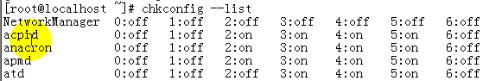 [root@localhost ~]# chkconfig --list
NetworkManager 0:off 1:off 2:off 3:off 4:off 5:off 6:off
acpid 0:off 1:off 2:off 3:on 4:on 5:on 6:off
anacron 0:off 1:off 2:on 3:on 4:on 5:on 6:off
apmd 0:off 1:off 2:on 3:on 4:on 5:on 6:off
atd 0:off 1:off 2:off 3:on 4:on 5:on 6:off